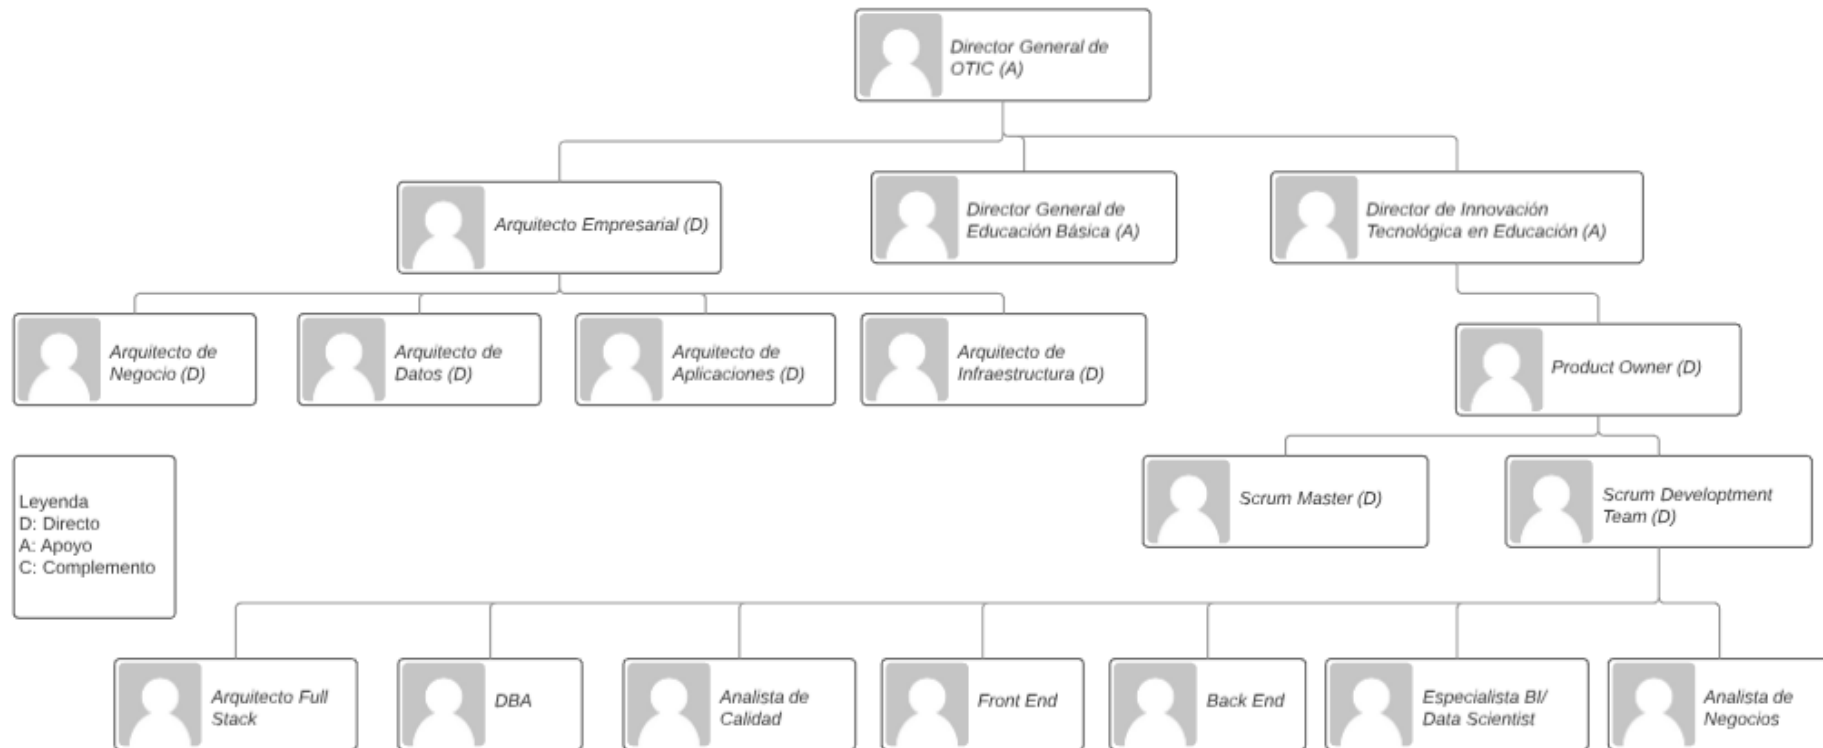 Director General de
OTIC (A)
Arquitecto Empresarial (D)
Director General de
Educación Básica (A)
Director de Innovación
Tecnológica en Educación (A)
Arquitecto de
Negocio (D)
Arquitecto de
Datos (D)
Arquitecto de
Aplicaciones (D)
Arquitecto de
Infraestructura (D)
Product Owner (D)
Scrum Master (D)
Scrum Developtment
Team (D)
Leyenda
D: Directo
A: Apoyo
C: Complemento
Arquitecto Full
Stack
DBA
Analista de
Calidad
Front End
Back End
Especialista BI/
Data Scientist
Analista de
Negocios